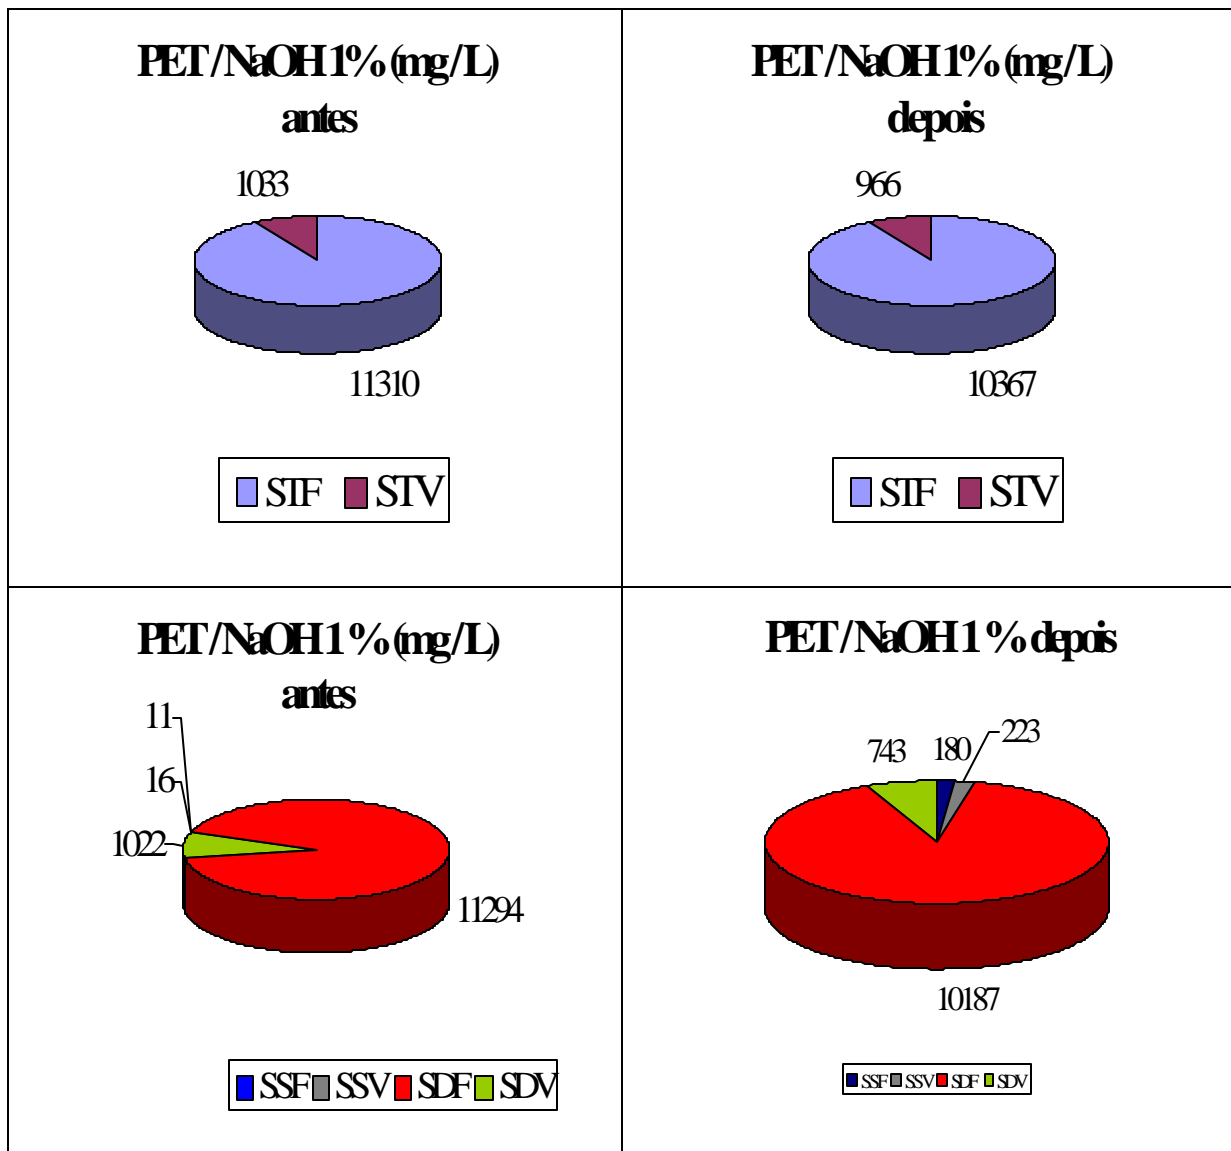 PET / NaOH 1% (mg/L)
antes
1033
11310
STF STV
PET / NaOH 1% (mg/L)
depois
966
10367
STF STV
PET / NaOH 1 % (mg/L)
antes
11
16
1022
11294
SSF SSV SDF SDV
PET / NaOH 1 % depois
743 180 223
10187
SSF SSV SDF SDV